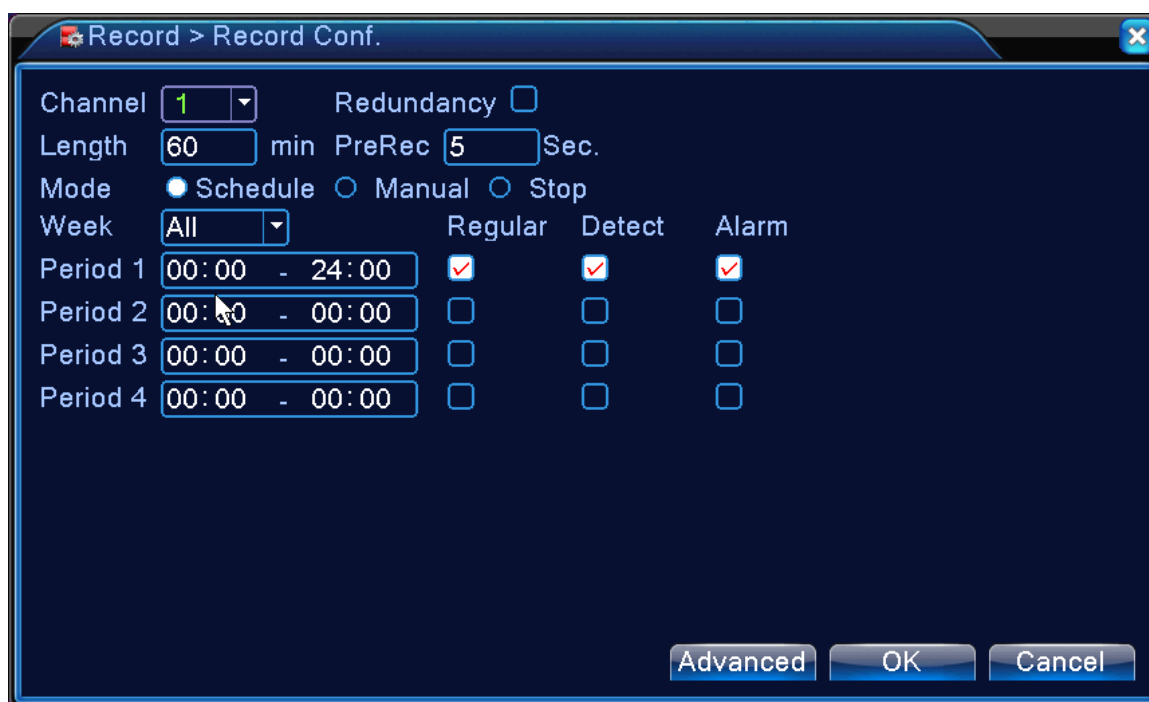 Record > Record Conf.
Channel 1 Redundancy
Length 60 min PreRec 5 Sec.
Mode Schedule Manual Stop
Week All Regular Detect Alarm
Period 1 00:00 - 24:00
Period 2 00:00 - 00:00
Period 3 00:00 - 00:00
Period 4 00:00 - 00:00
Advanced OK Cancel